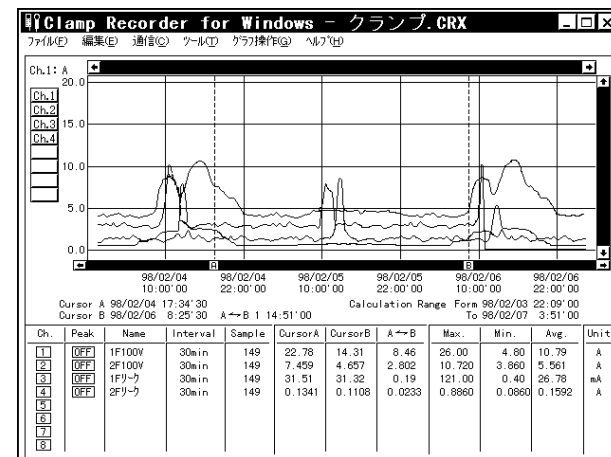 Clamp Recorder for Windows － クランプ.CRX
ファイル(F) 編集(E) 通信(C) ツール(T) グラフ操作(G) ヘルプ(H)
Ch.1: A
20.0
Ch.1
Ch.2
Ch.3
Ch.4
15.0
10.0
5.0
0.0
A B
98/02/04 98/02/04 98/02/05 98/02/05 98/02/06 98/02/06
10:00'00 22:00'00 10:00'00 22:00'00 10:00'00 22:00'00
Cursor A 98/02/04 17:34'30 Calculation Range Form 98/02/03 22:09'00
Cursor B 98/02/06 8:25'30 A↔B 1 14:51'00 To 98/02/07 3:51'00
Ch. Peak Name Interval Sample CursorA CursorB A↔B Max. Min. Avg. Unit
1 OFF 1F100V 30min 149 22.78 14.31 8.46 26.00 4.80 10.79 A
2 OFF 2F100V 30min 149 7.459 4.657 2.802 10.720 3.860 5.561 A
3 OFF 1Fリーク 30min 149 31.51 31.32 0.19 121.00 0.40 26.78 mA
4 OFF 2Fリーク 30min 149 0.1341 0.1108 0.0233 0.8860 0.0860 0.1592 A
5
6
7
8